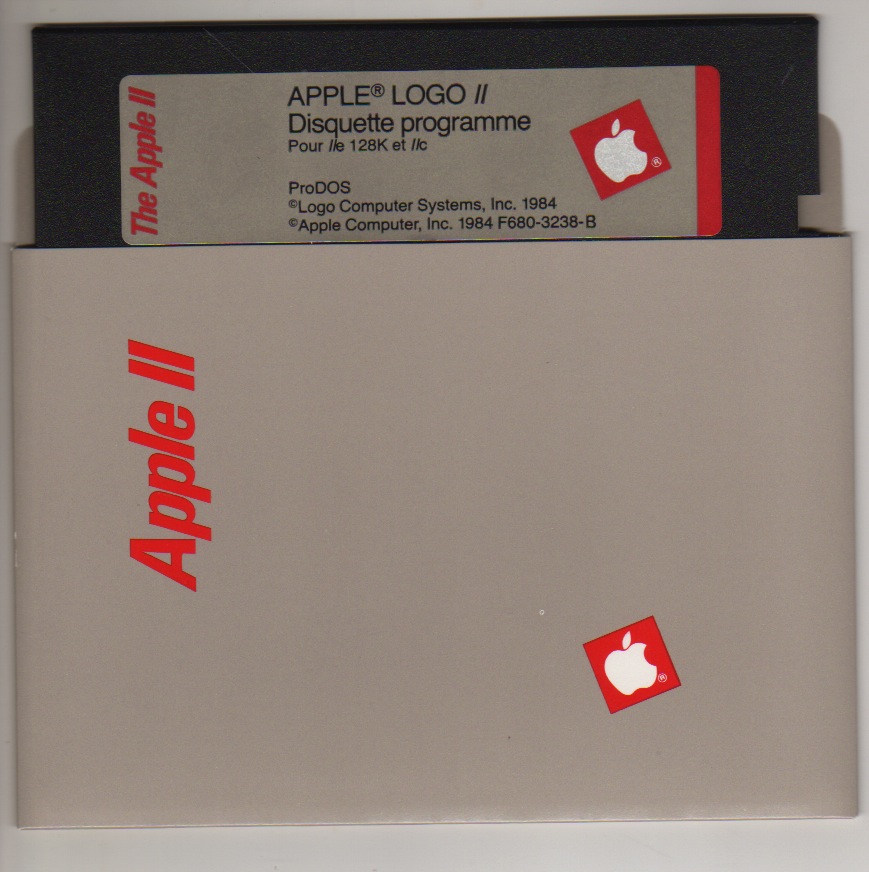 The Apple II
APPLE® LOGO II
Disquette programme
Pour IIe 128K et IIc
ProDOS
©Logo Computer Systems, Inc. 1984
©Apple Computer, Inc. 1984 F680-3238-B
®
Apple II
®